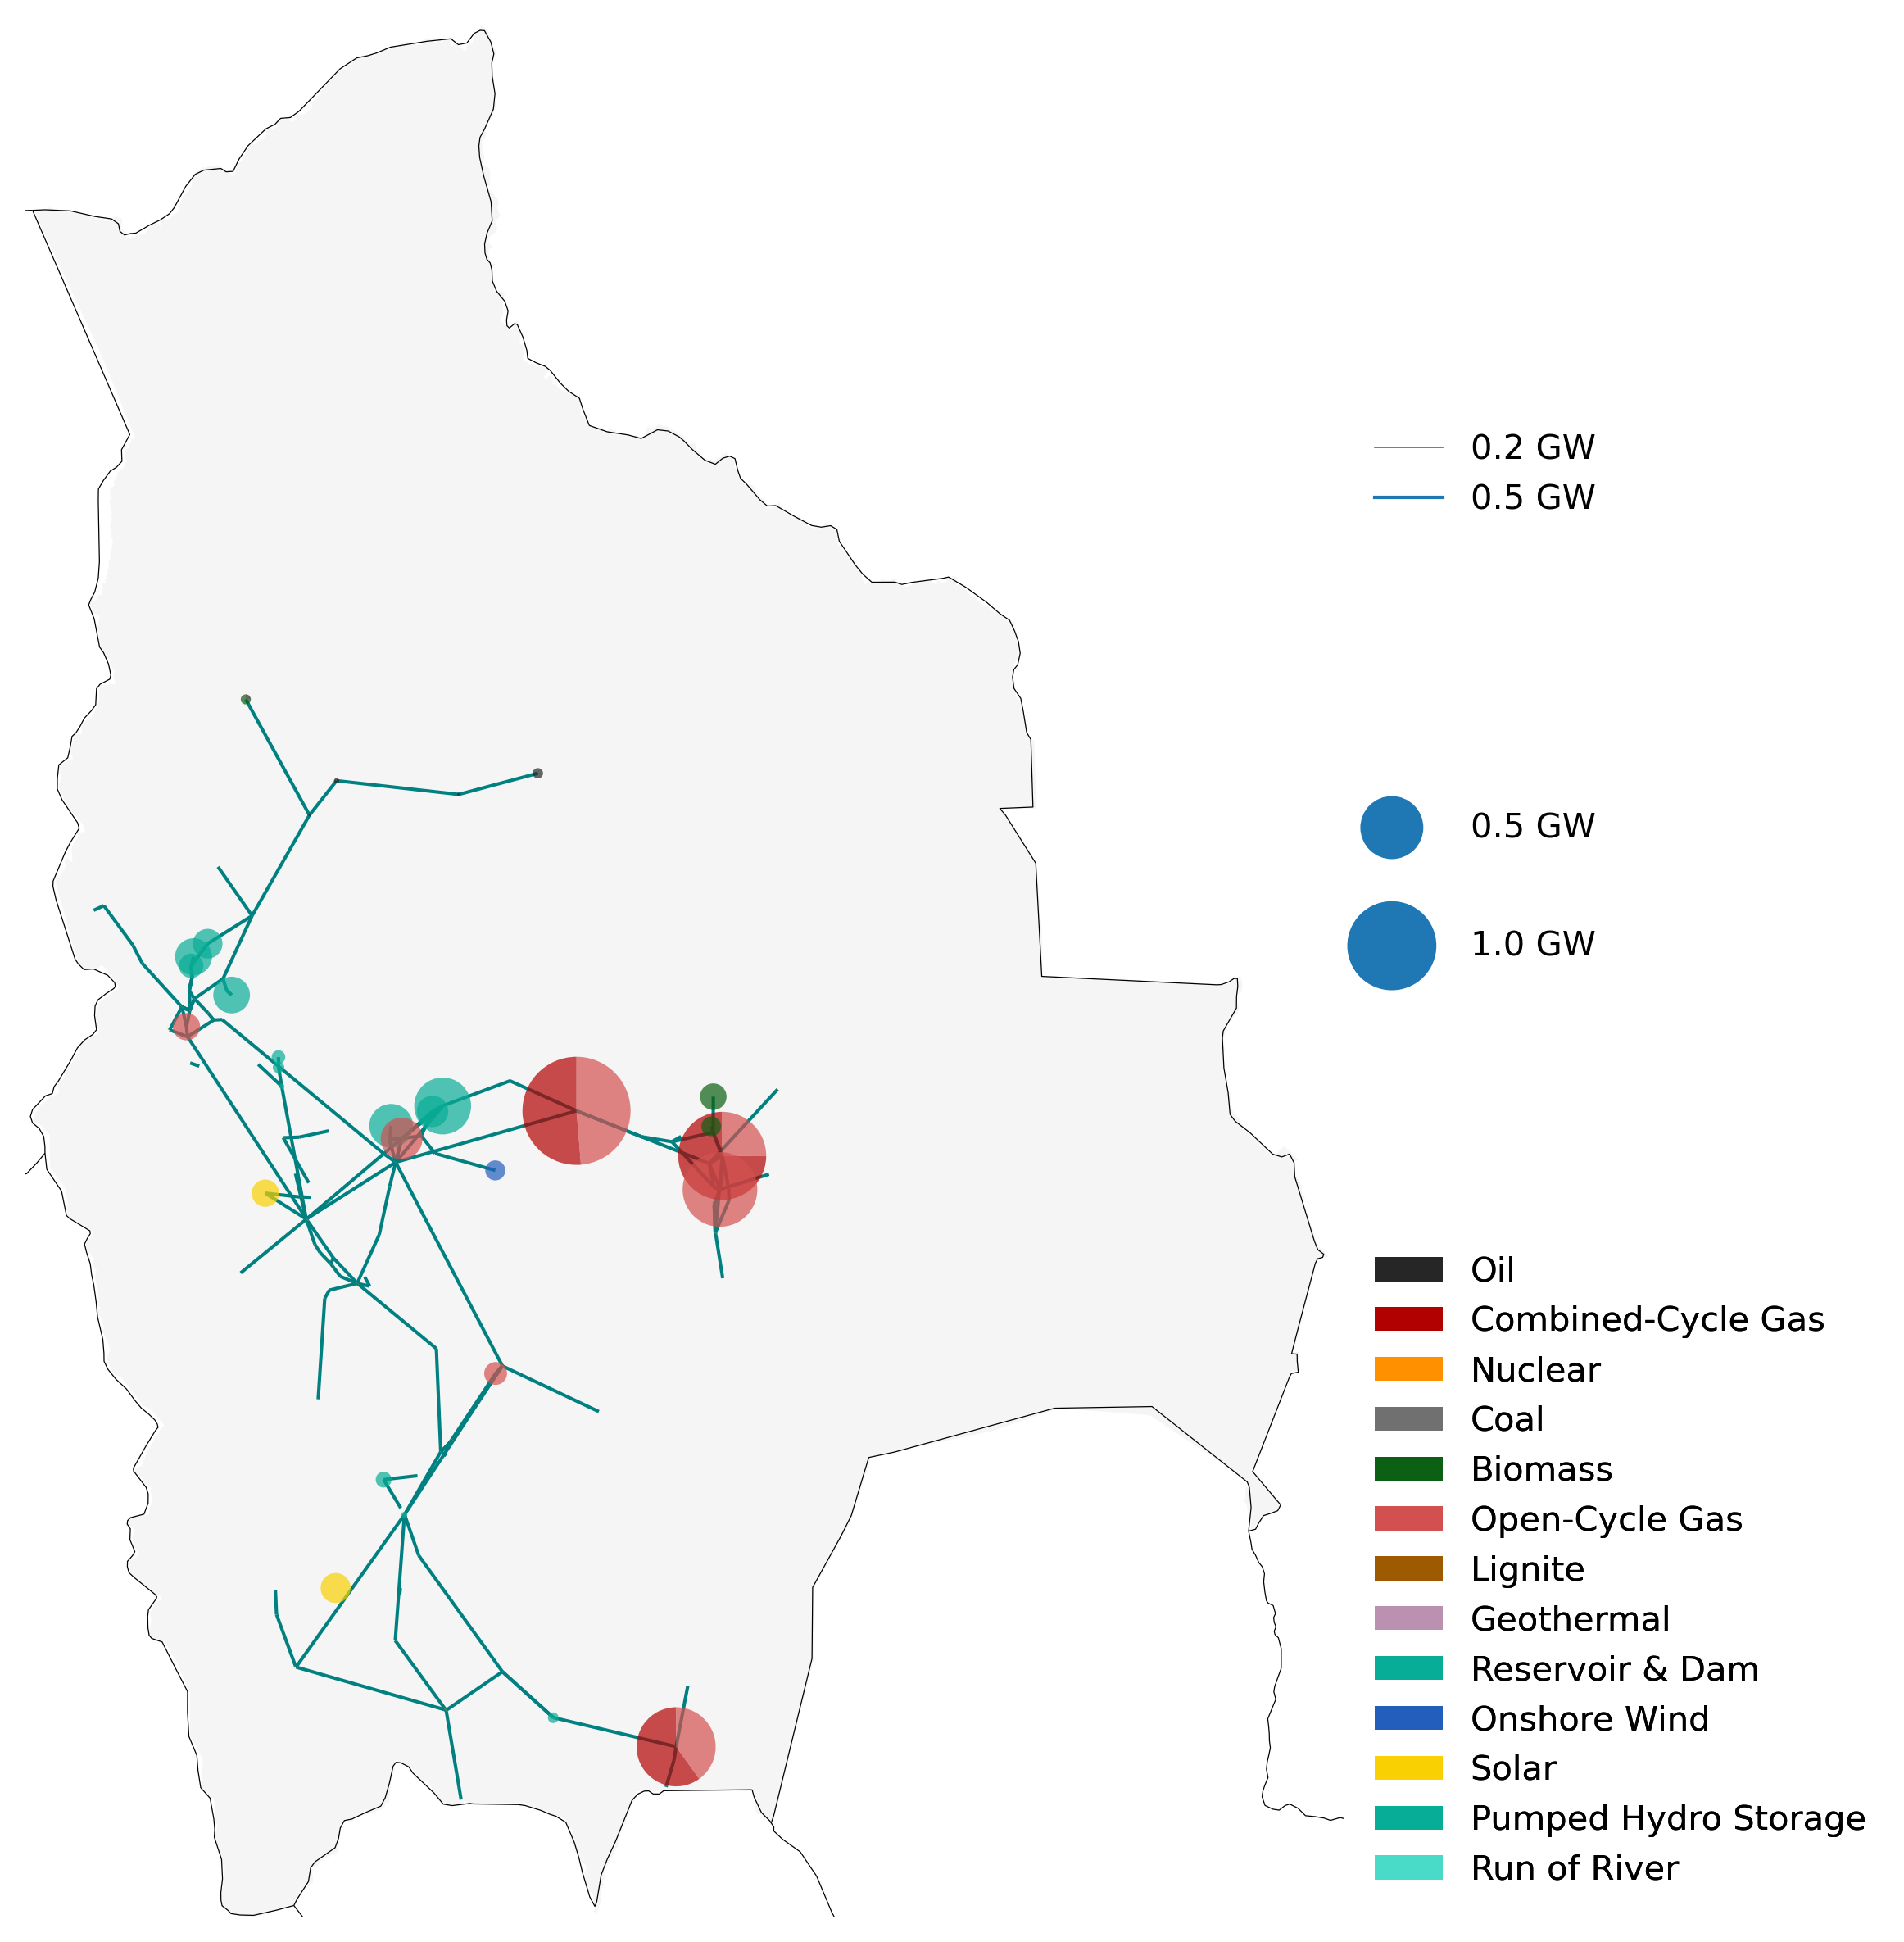 0.2 GW
0.5 GW
0.5 GW
1.0 GW
Oil
Combined-Cycle Gas
Nuclear
Coal
Biomass
Open-Cycle Gas
Lignite
Geothermal
Reservoir & Dam
Onshore Wind
Solar
Pumped Hydro Storage
Run of River